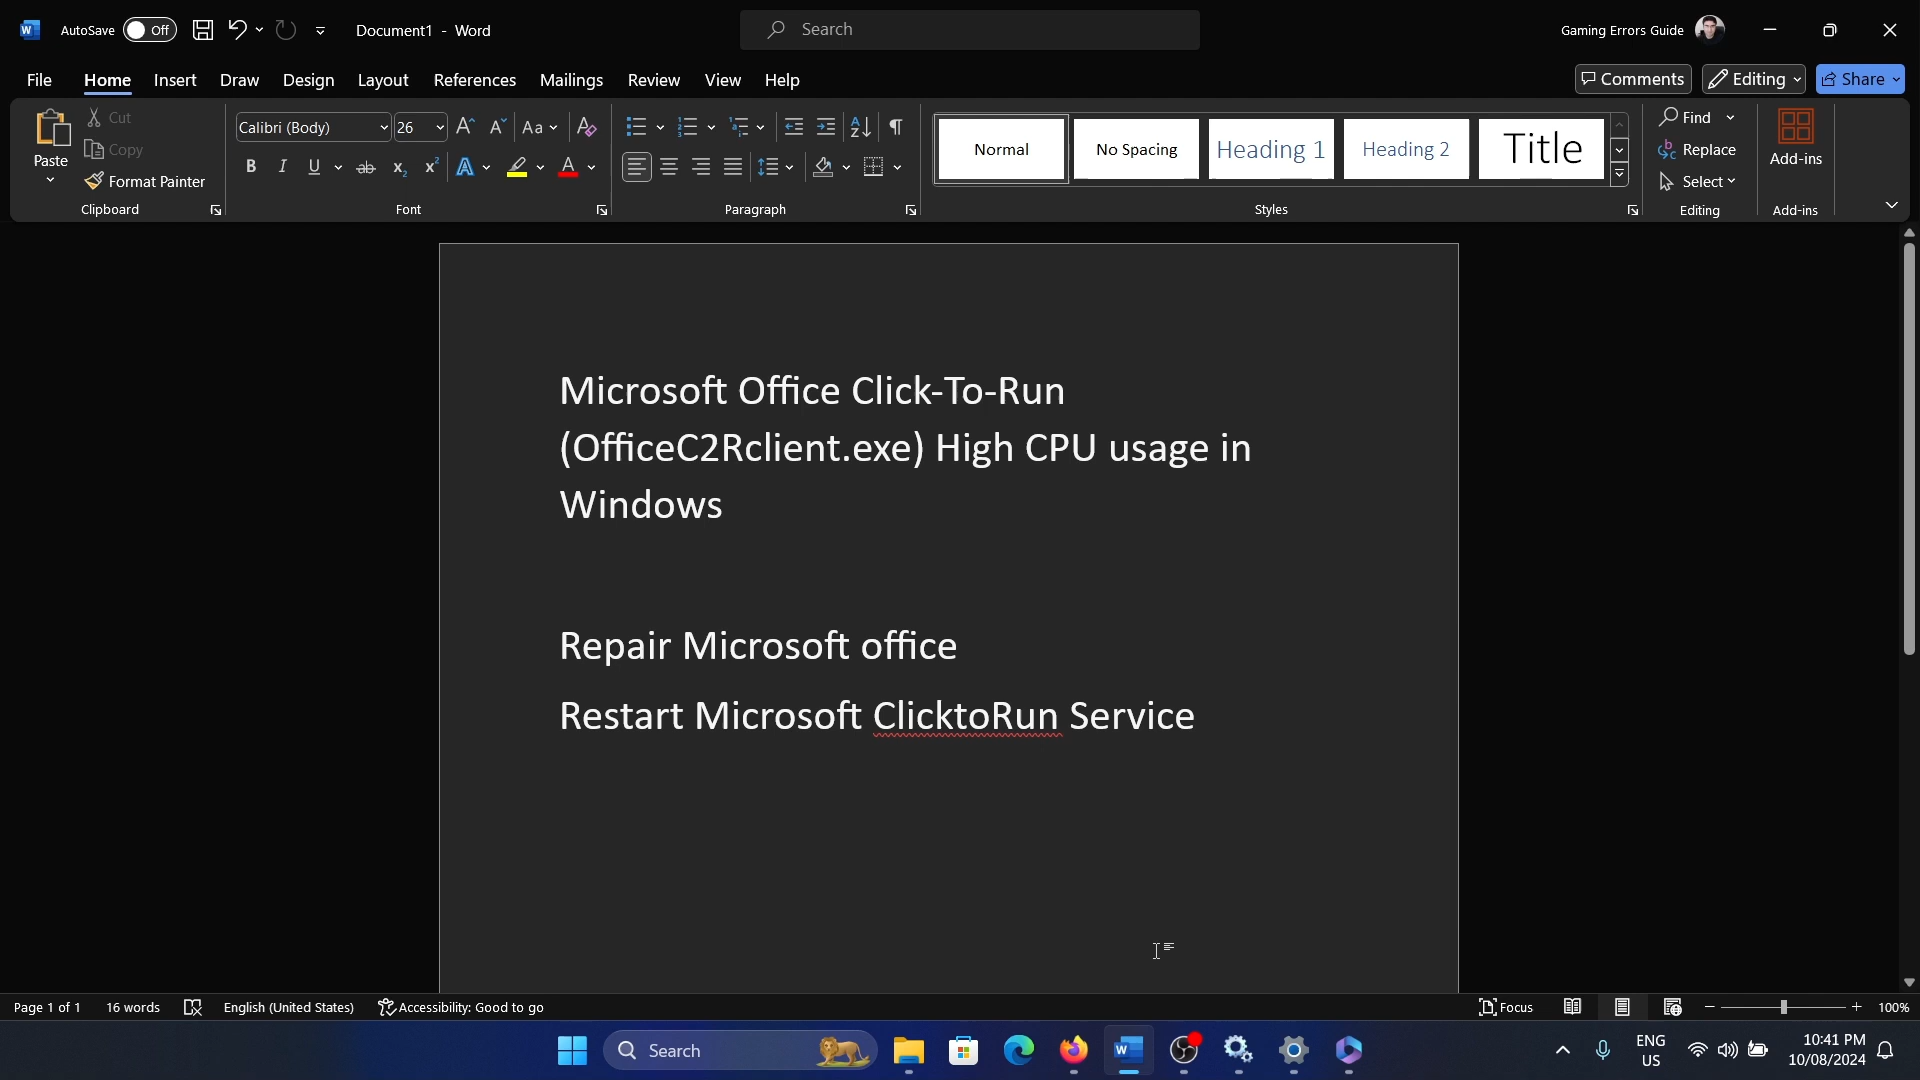 AutoSave Off Document1 - Word Search Gaming Errors Guide
File Home Insert Draw Design Layout References Mailings Review View Help Comments Editing Share
Paste Cut Copy Format Painter Clipboard
Calibri (Body) 26 Aa
B I U ab x₂ x² A A
Font
Paragraph
Normal No Spacing Heading 1 Heading 2 Title
Styles
Find
Replace
Select
Editing
Add-ins
Add-ins
Microsoft Office Click-To-Run
(OfficeC2Rclient.exe) High CPU usage in
Windows
Repair Microsoft office
Restart Microsoft ClicktoRun Service
Page 1 of 1 16 words English (United States) Accessibility: Good to go Focus 100%
Search ENG
US
10:41 PM
10/08/2024